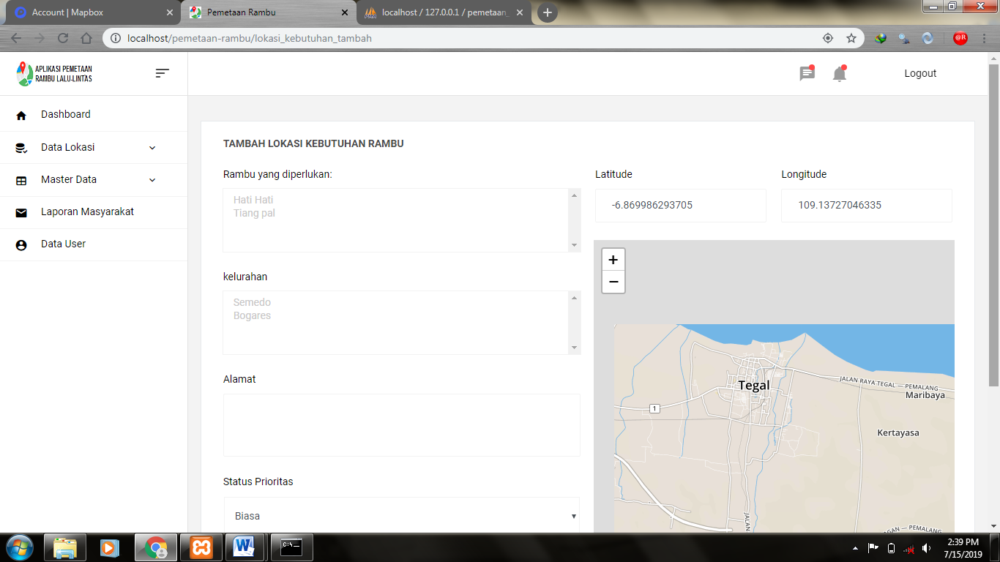 Account | Mapbox
Pemetaan Rambu
localhost / 127.0.0.1 / pemetaan_
localhost/pemetaan-rambu/lokasi_kebutuhan_tambah
@R
APLIKASI PEMETAAN
RAMBU LALU-LINTAS
Logout
Dashboard
Data Lokasi
Master Data
Laporan Masyarakat
Data User
TAMBAH LOKASI KEBUTUHAN RAMBU
Rambu yang diperlukan:
Hati Hati
Tiang pal
kelurahan
Semedo
Bogares
Alamat
Status Prioritas
Biasa
Latitude
Longitude
-6.869986293705
109.13727046335
+
−
Tegal
JALAN RAYA TEGAL — PEMALANG
Maribaya
1
Kertayasa
JALAN
GAN — PEMALANG
C:\
2:39 PM
7/15/2019